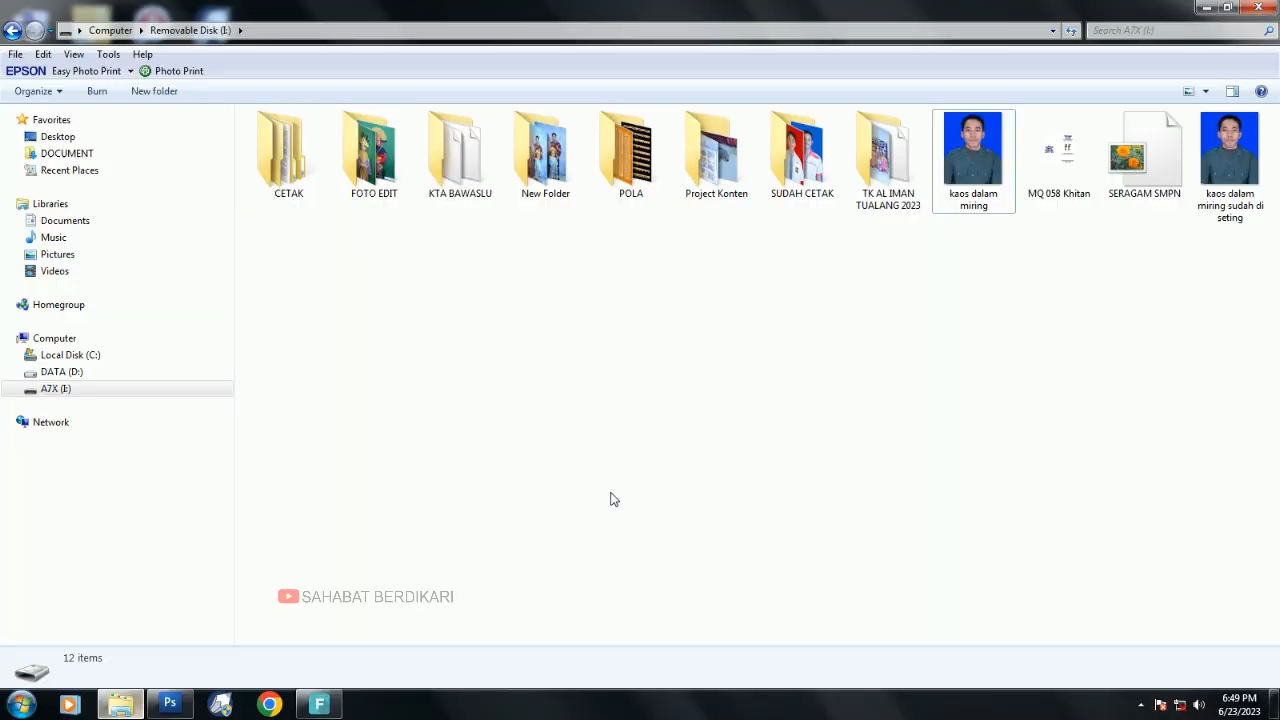 Computer Removable Disk (I:)
Search A7X (I:)
File Edit View Tools Help
EPSON Easy Photo Print Photo Print
Organize Burn New folder
Favorites
Desktop
DOCUMENT
Recent Places
Libraries
Documents
Music
Pictures
Videos
Homegroup
Computer
Local Disk (C:)
DATA (D:)
A7X (I:)
Network
CETAK
FOTO EDIT
KTA BAWASLU
New Folder
POLA
Project Konten
SUDAH CETAK
TK AL IMAN
TUALANG 2023
kaos dalam
miring
MQ 058 Khitan
SERAGAM SMPN
kaos dalam
miring sudah di
seting
SAHABAT BERDIKARI
12 items
Ps
F
6:49 PM
6/23/2023